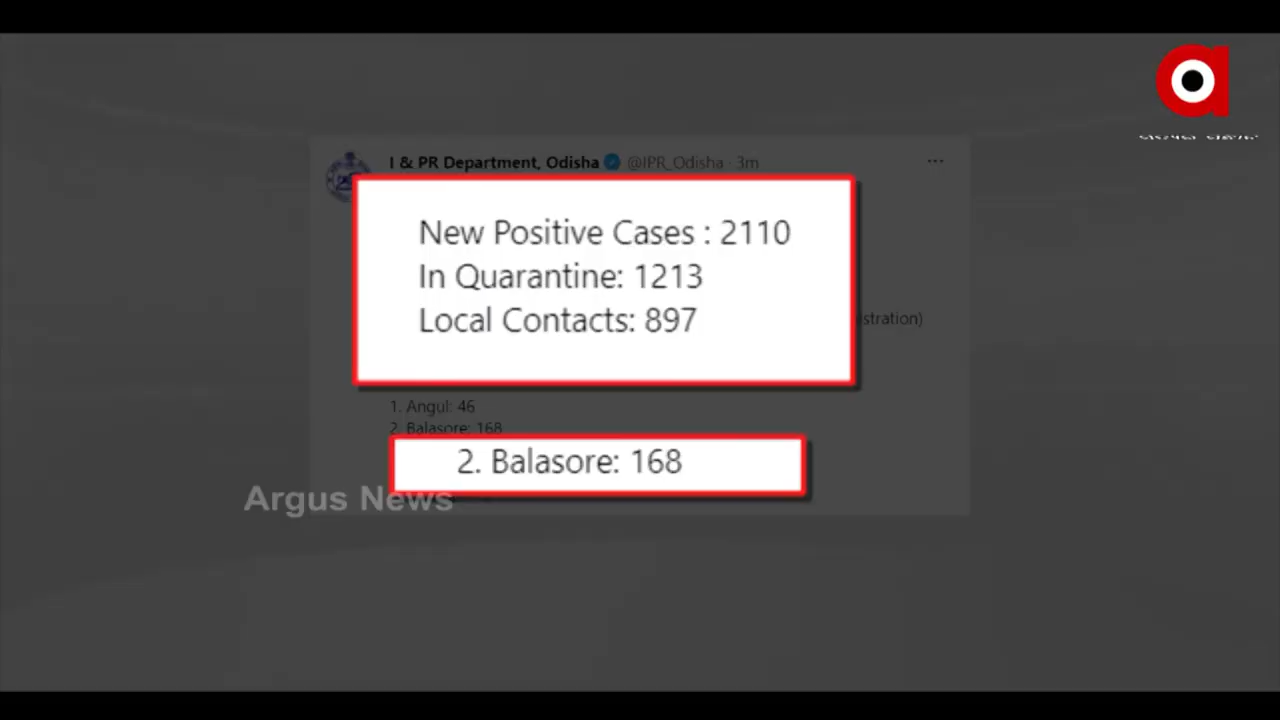 I & PR Department, Odisha @IPR_Odisha · 3m
New Positive Cases : 2110
In Quarantine: 1213
Local Contacts: 897
stration)
1. Angul: 46
2. Balasore: 168
2. Balasore: 168
Argus News